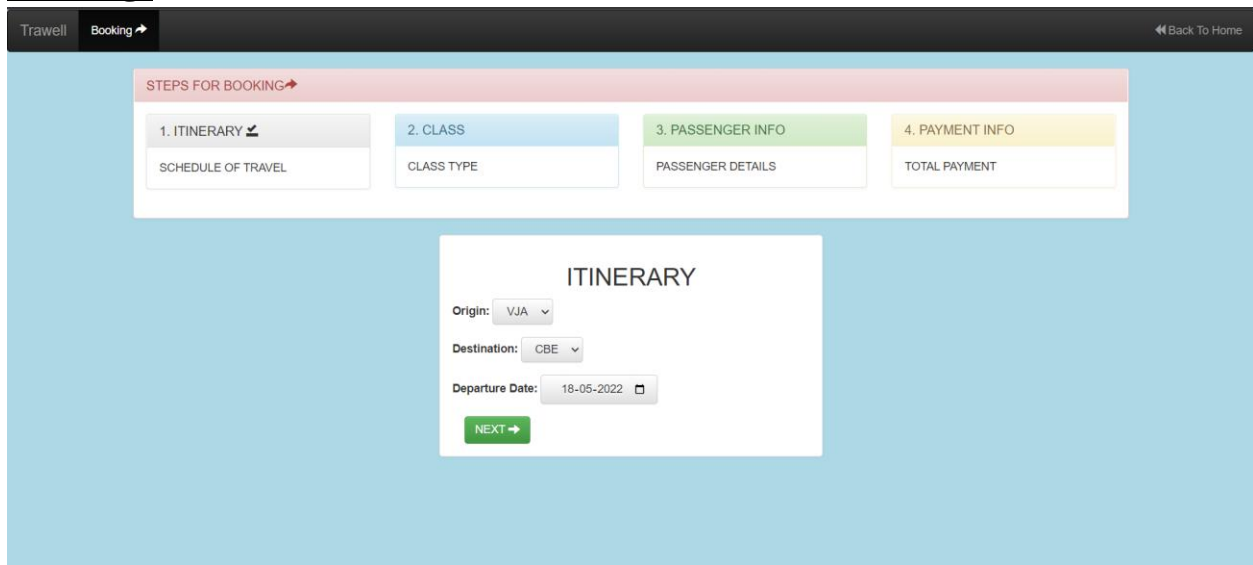 Trawell Booking Back To Home
STEPS FOR BOOKING
1. ITINERARY 2. CLASS 3. PASSENGER INFO 4. PAYMENT INFO
SCHEDULE OF TRAVEL CLASS TYPE PASSENGER DETAILS TOTAL PAYMENT
ITINERARY
Origin: VJA
Destination: CBE
Departure Date: 18-05-2022
NEXT